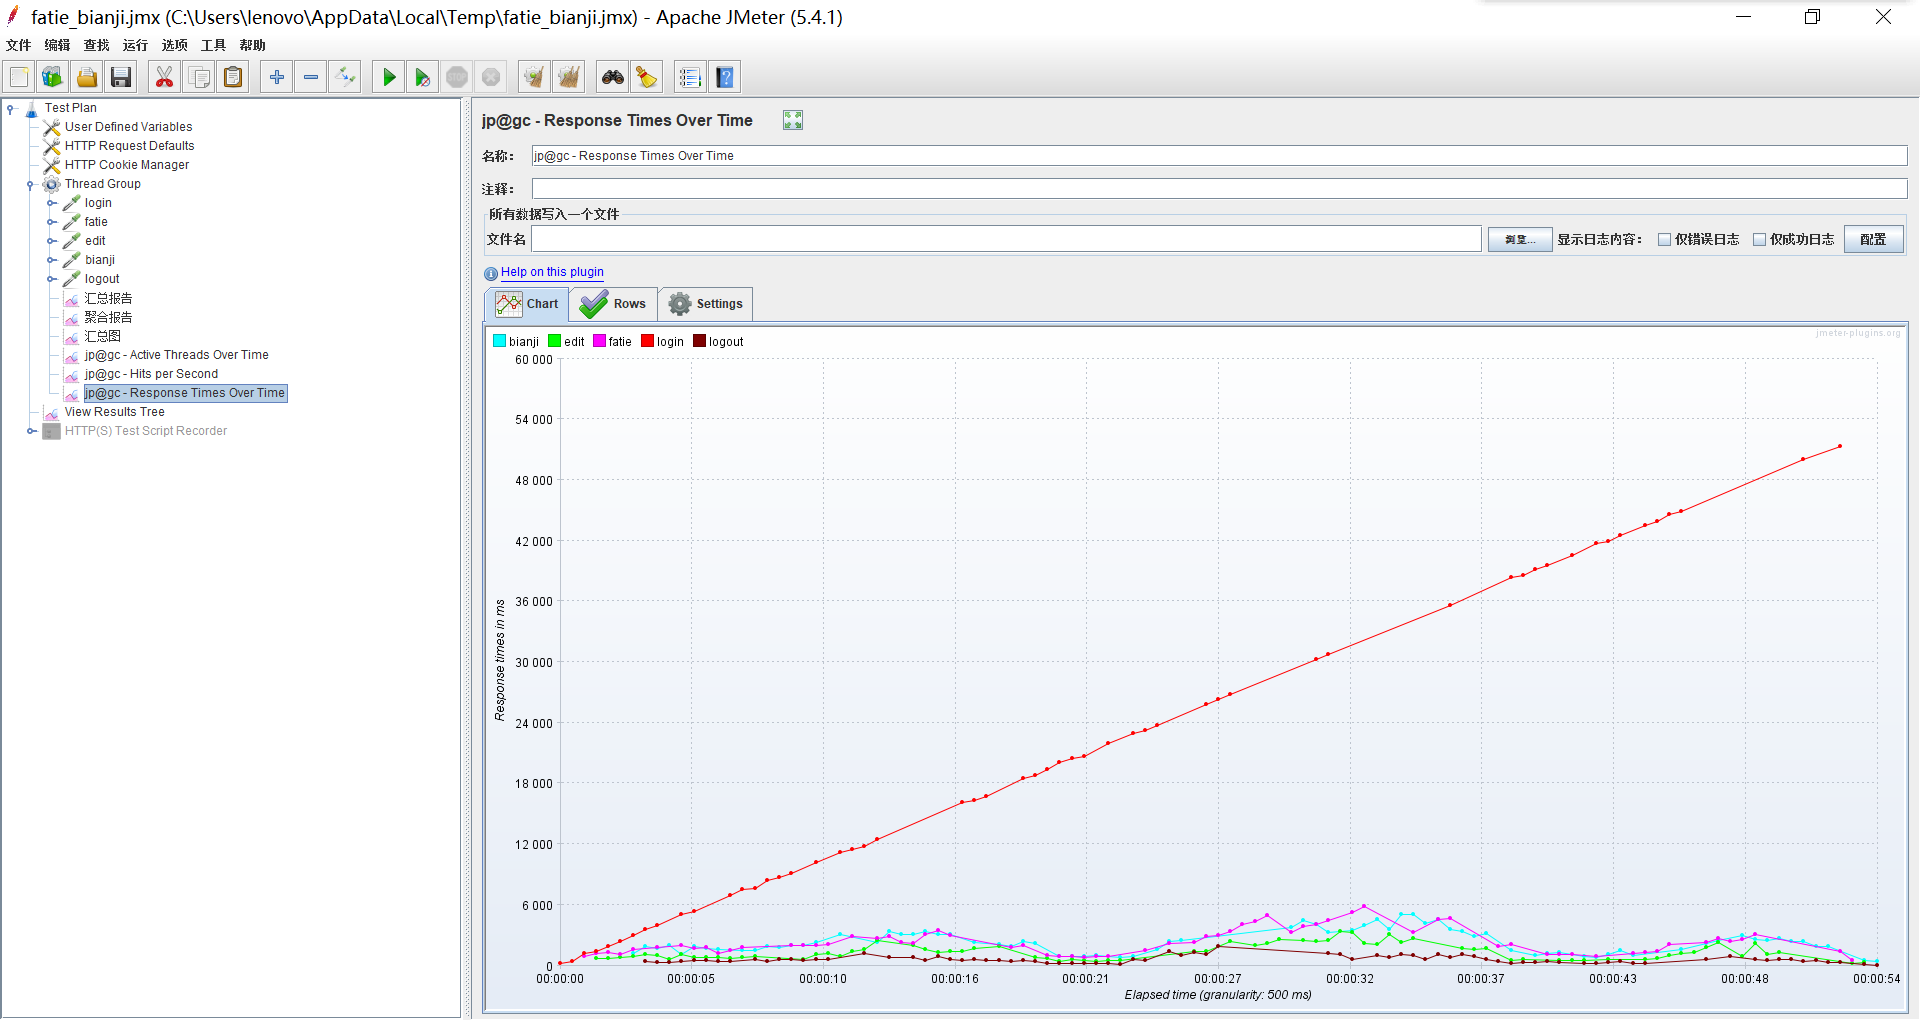 fatie_bianji.jmx (C:\Users\lenovo\AppData\Local\Temp\fatie_bianji.jmx) - Apache JMeter (5.4.1)
文件 编辑 查找 运行 选项 工具 帮助
Test Plan
User Defined Variables
HTTP Request Defaults
HTTP Cookie Manager
Thread Group
login
fatie
edit
bianji
logout
汇总报告
聚合报告
汇总图
jp@gc - Active Threads Over Time
jp@gc - Hits per Second
jp@gc - Response Times Over Time
View Results Tree
HTTP(S) Test Script Recorder
jp@gc - Response Times Over Time
名称： jp@gc - Response Times Over Time
注释：
所有数据写入一个文件
文件名 浏览... 显示日志内容： 仅错误日志 仅成功日志 配置
Help on this plugin
Chart Rows Settings
bianji edit fatie login logout
jmeter-plugins.org
60 000
54 000
48 000
42 000
36 000
30 000
24 000
18 000
12 000
6 000
0
Response times in ms
00:00:00 00:00:05 00:00:10 00:00:16 00:00:21 00:00:27 00:00:32 00:00:37 00:00:43 00:00:48 00:00:54
Elapsed time (granularity: 500 ms)